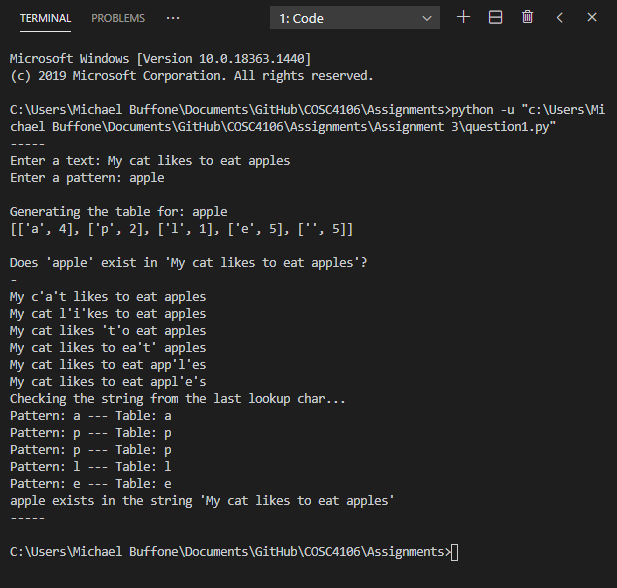 TERMINAL PROBLEMS ... 1: Code
Microsoft Windows [Version 10.0.18363.1440]
(c) 2019 Microsoft Corporation. All rights reserved.
C:\Users\Michael Buffone\Documents\GitHub\COSC4106\Assignments>python -u "c:\Users\Mi
chael Buffone\Documents\GitHub\COSC4106\Assignments\Assignment 3\question1.py"
-----
Enter a text: My cat likes to eat apples
Enter a pattern: apple
Generating the table for: apple
[['a', 4], ['p', 2], ['l', 1], ['e', 5], ['', 5]]
Does 'apple' exist in 'My cat likes to eat apples'?
-
My c'a't likes to eat apples
My cat l'i'kes to eat apples
My cat likes 't'o eat apples
My cat likes to ea't' apples
My cat likes to eat app'l'es
My cat likes to eat appl'e's
Checking the string from the last lookup char...
Pattern: a --- Table: a
Pattern: p --- Table: p
Pattern: p --- Table: p
Pattern: l --- Table: l
Pattern: e --- Table: e
apple exists in the string 'My cat likes to eat apples'
-----
C:\Users\Michael Buffone\Documents\GitHub\COSC4106\Assignments>